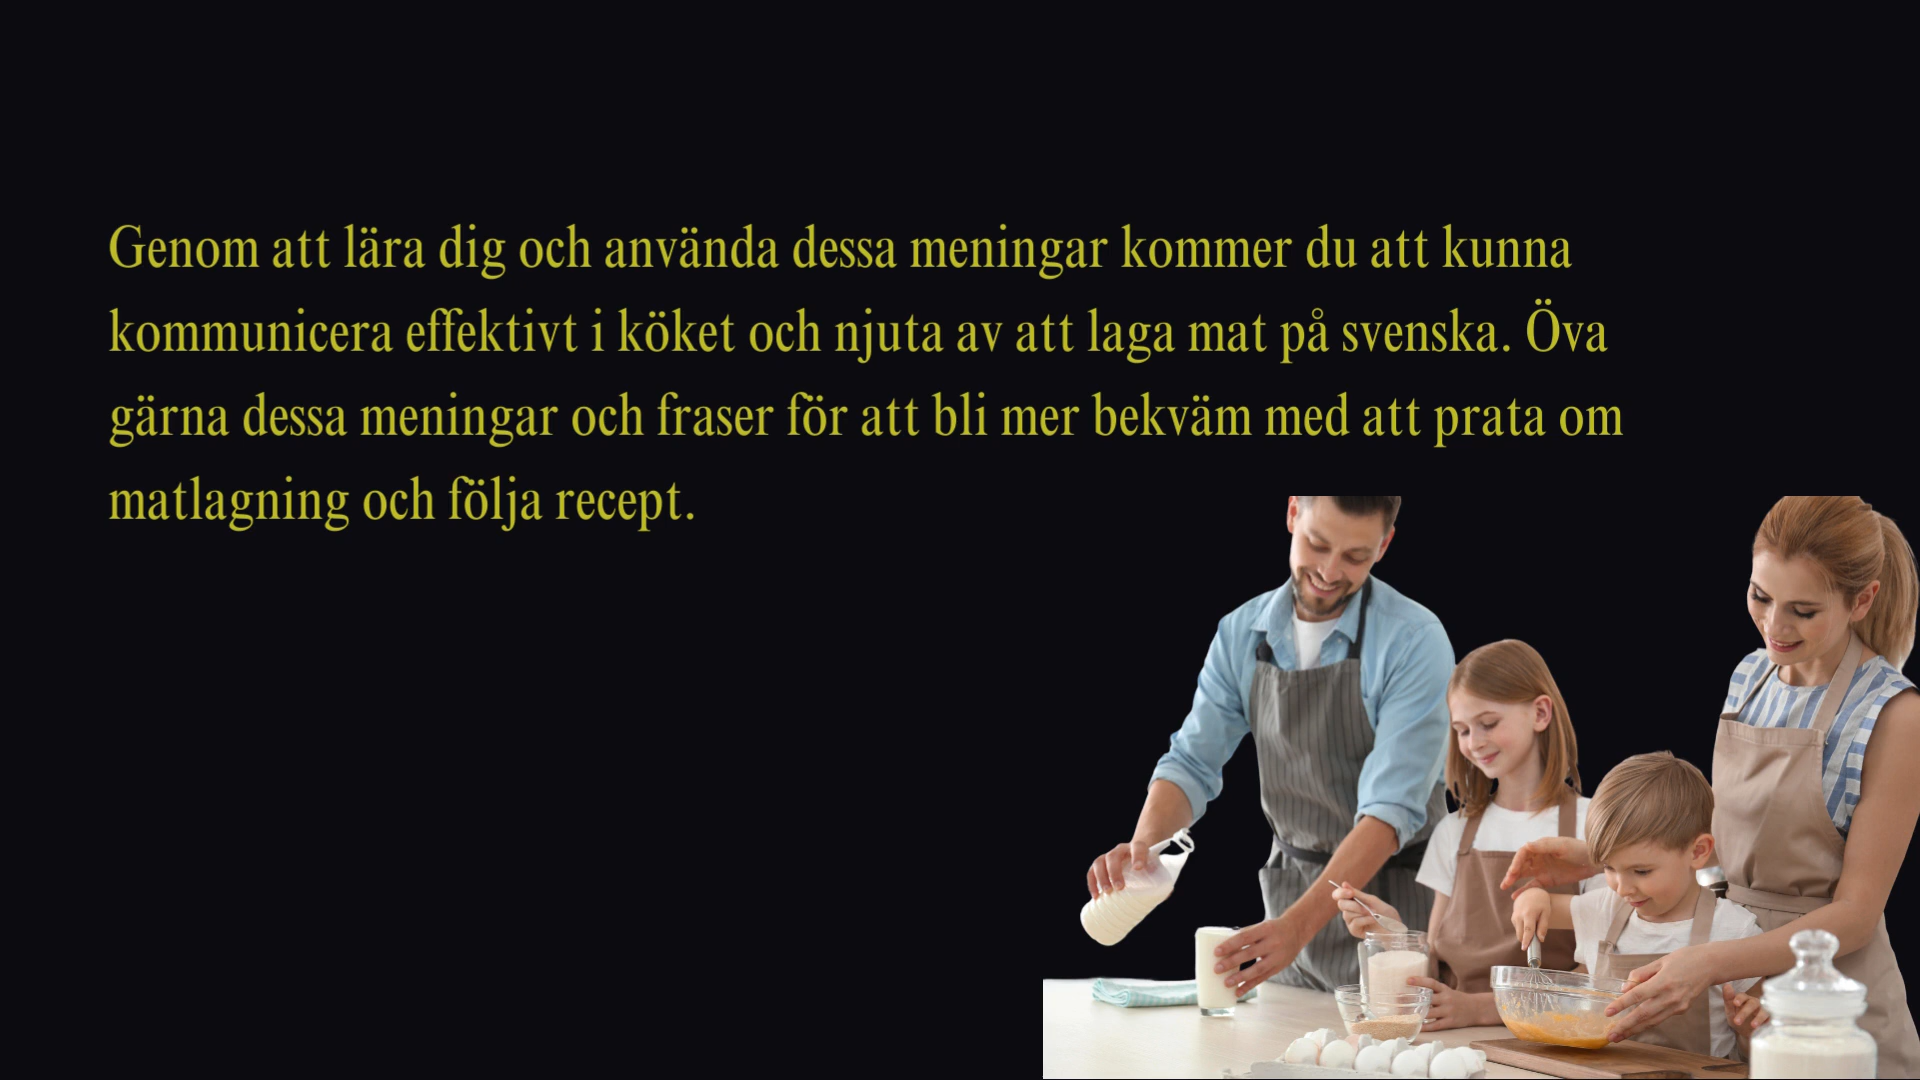 Genom att lära dig och använda dessa meningar kommer du att kunna
kommunicera effektivt i köket och njuta av att laga mat på svenska. Öva
gärna dessa meningar och fraser för att bli mer bekväm med att prata om
matlagning och följa recept.